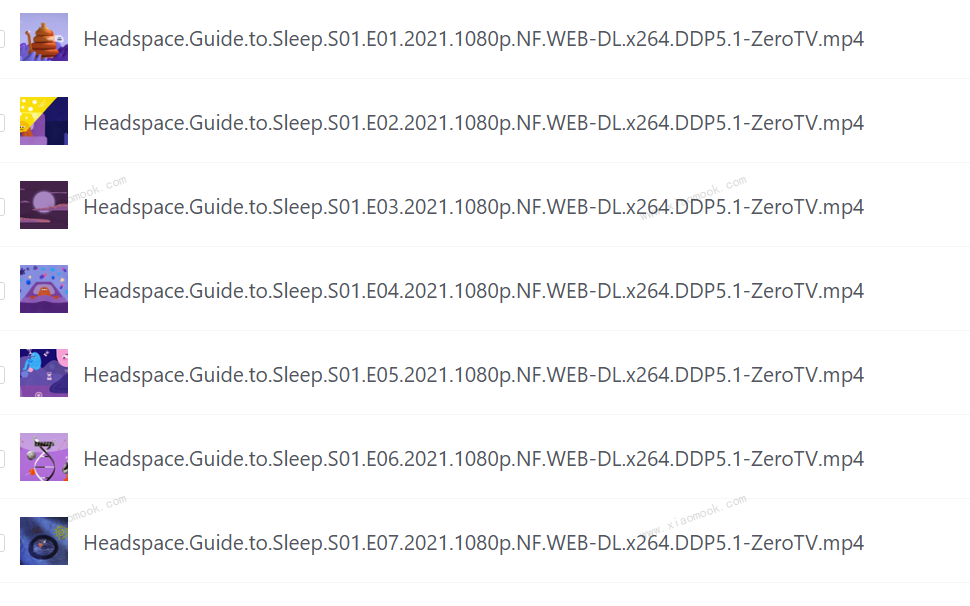 Headspace.Guide.to.Sleep.S01.E01.2021.1080p.NF.WEB-DL.x264.DDP5.1-ZeroTV.mp4
Headspace.Guide.to.Sleep.S01.E02.2021.1080p.NF.WEB-DL.x264.DDP5.1-ZeroTV.mp4
Headspace.Guide.to.Sleep.S01.E03.2021.1080p.NF.WEB-DL.x264.DDP5.1-ZeroTV.mp4
Headspace.Guide.to.Sleep.S01.E04.2021.1080p.NF.WEB-DL.x264.DDP5.1-ZeroTV.mp4
Headspace.Guide.to.Sleep.S01.E05.2021.1080p.NF.WEB-DL.x264.DDP5.1-ZeroTV.mp4
Headspace.Guide.to.Sleep.S01.E06.2021.1080p.NF.WEB-DL.x264.DDP5.1-ZeroTV.mp4
www.xiaomook.com
Headspace.Guide.to.Sleep.S01.E07.2021.1080p.NF.WEB-DL.x264.DDP5.1-ZeroTV.mp4